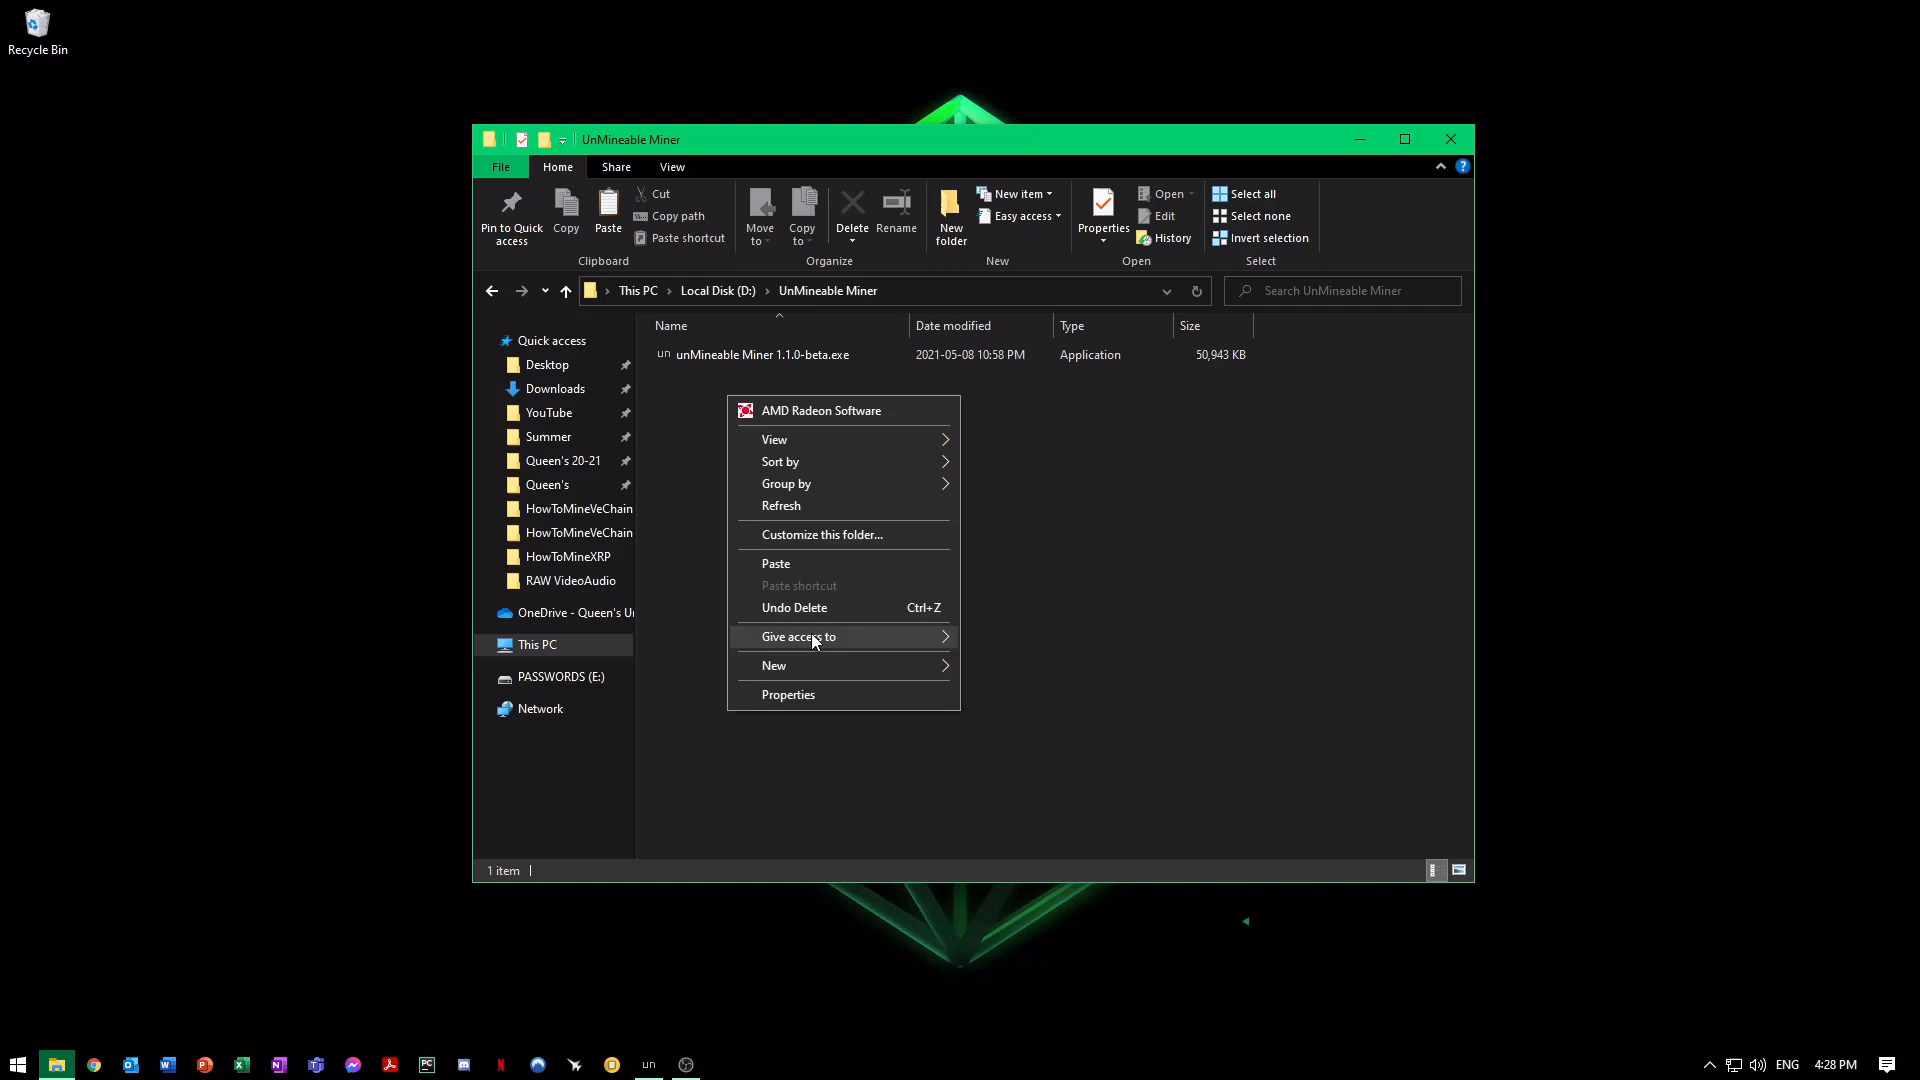 Recycle Bin
UnMineable Miner
File Home Share View
Pin to Quick access
Copy
Paste
Cut
Copy path
Paste shortcut
Clipboard
Move to
Copy to
Delete
Rename
Organize
New folder
New item
Easy access
New
Properties
Open
Edit
History
Open
Select all
Select none
Invert selection
Select
This PC > Local Disk (D:) > UnMineable Miner
Search UnMineable Miner
Name Date modified Type Size
un unMineable Miner 1.1.0-beta.exe 2021-05-08 10:58 PM Application 50,943 KB
Quick access
Desktop
Downloads
YouTube
Summer
Queen's 20-21
Queen's
HowToMineVeChain
HowToMineVeChain
HowToMineXRP
RAW VideoAudio
OneDrive - Queen's Un
This PC
PASSWORDS (E:)
Network
AMD Radeon Software
View
Sort by
Group by
Refresh
Customize this folder...
Paste
Paste shortcut
Undo Delete Ctrl+Z
Give access to
New
Properties
1 item
un
ENG
4:28 PM